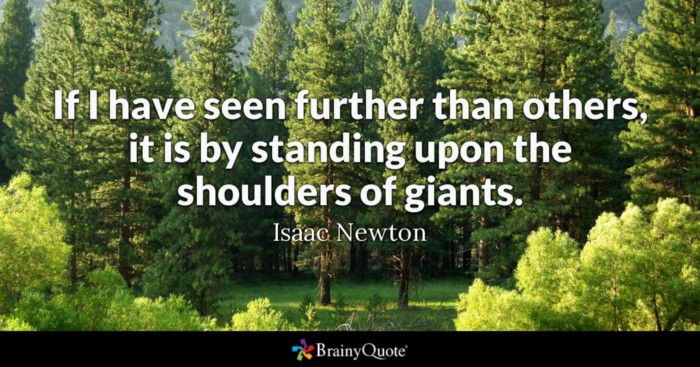 If I have seen further than others,
it is by standing upon the
shoulders of giants.
Isaac Newton
BrainyQuote®